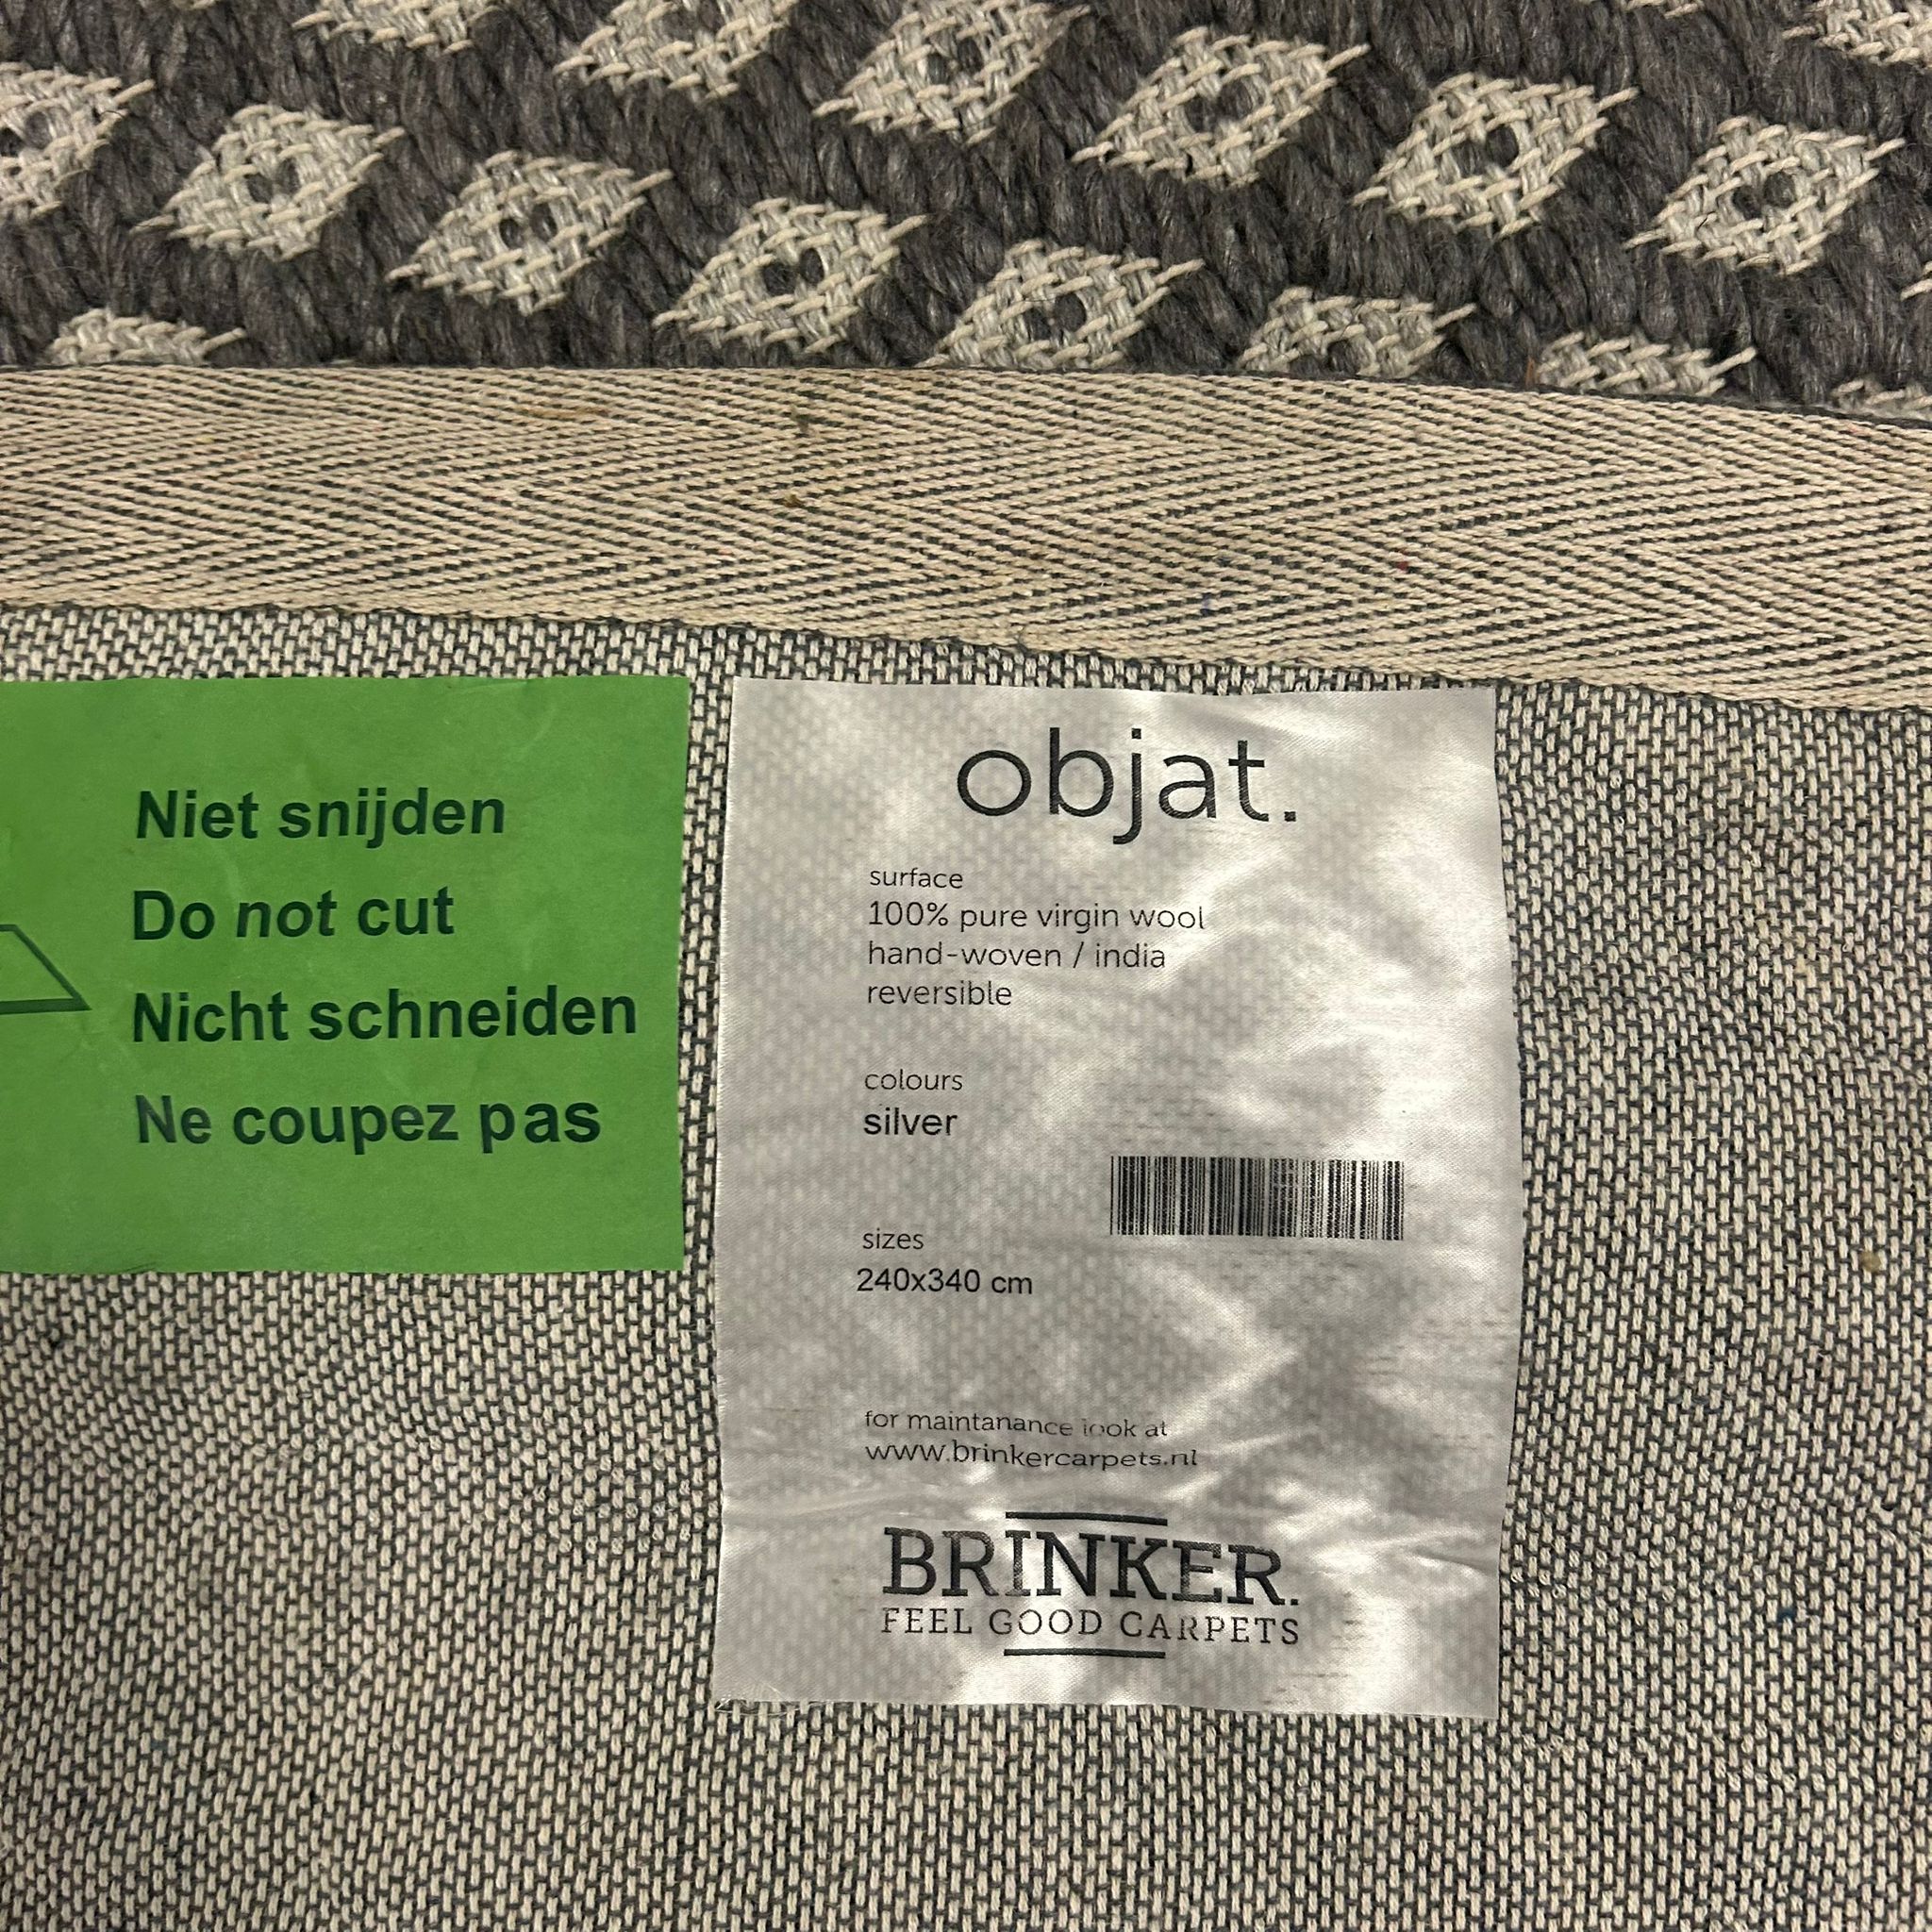 Niet snijden
Do not cut
Nicht schneiden
Ne coupez pas
objat.
surface
100% pure virgin wool
hand-woven / india
reversible
colours
silver
sizes
240x340 cm
for maintanance look at
www.brinkercarpets.nl
BRINKER.
FEEL GOOD CARPETS